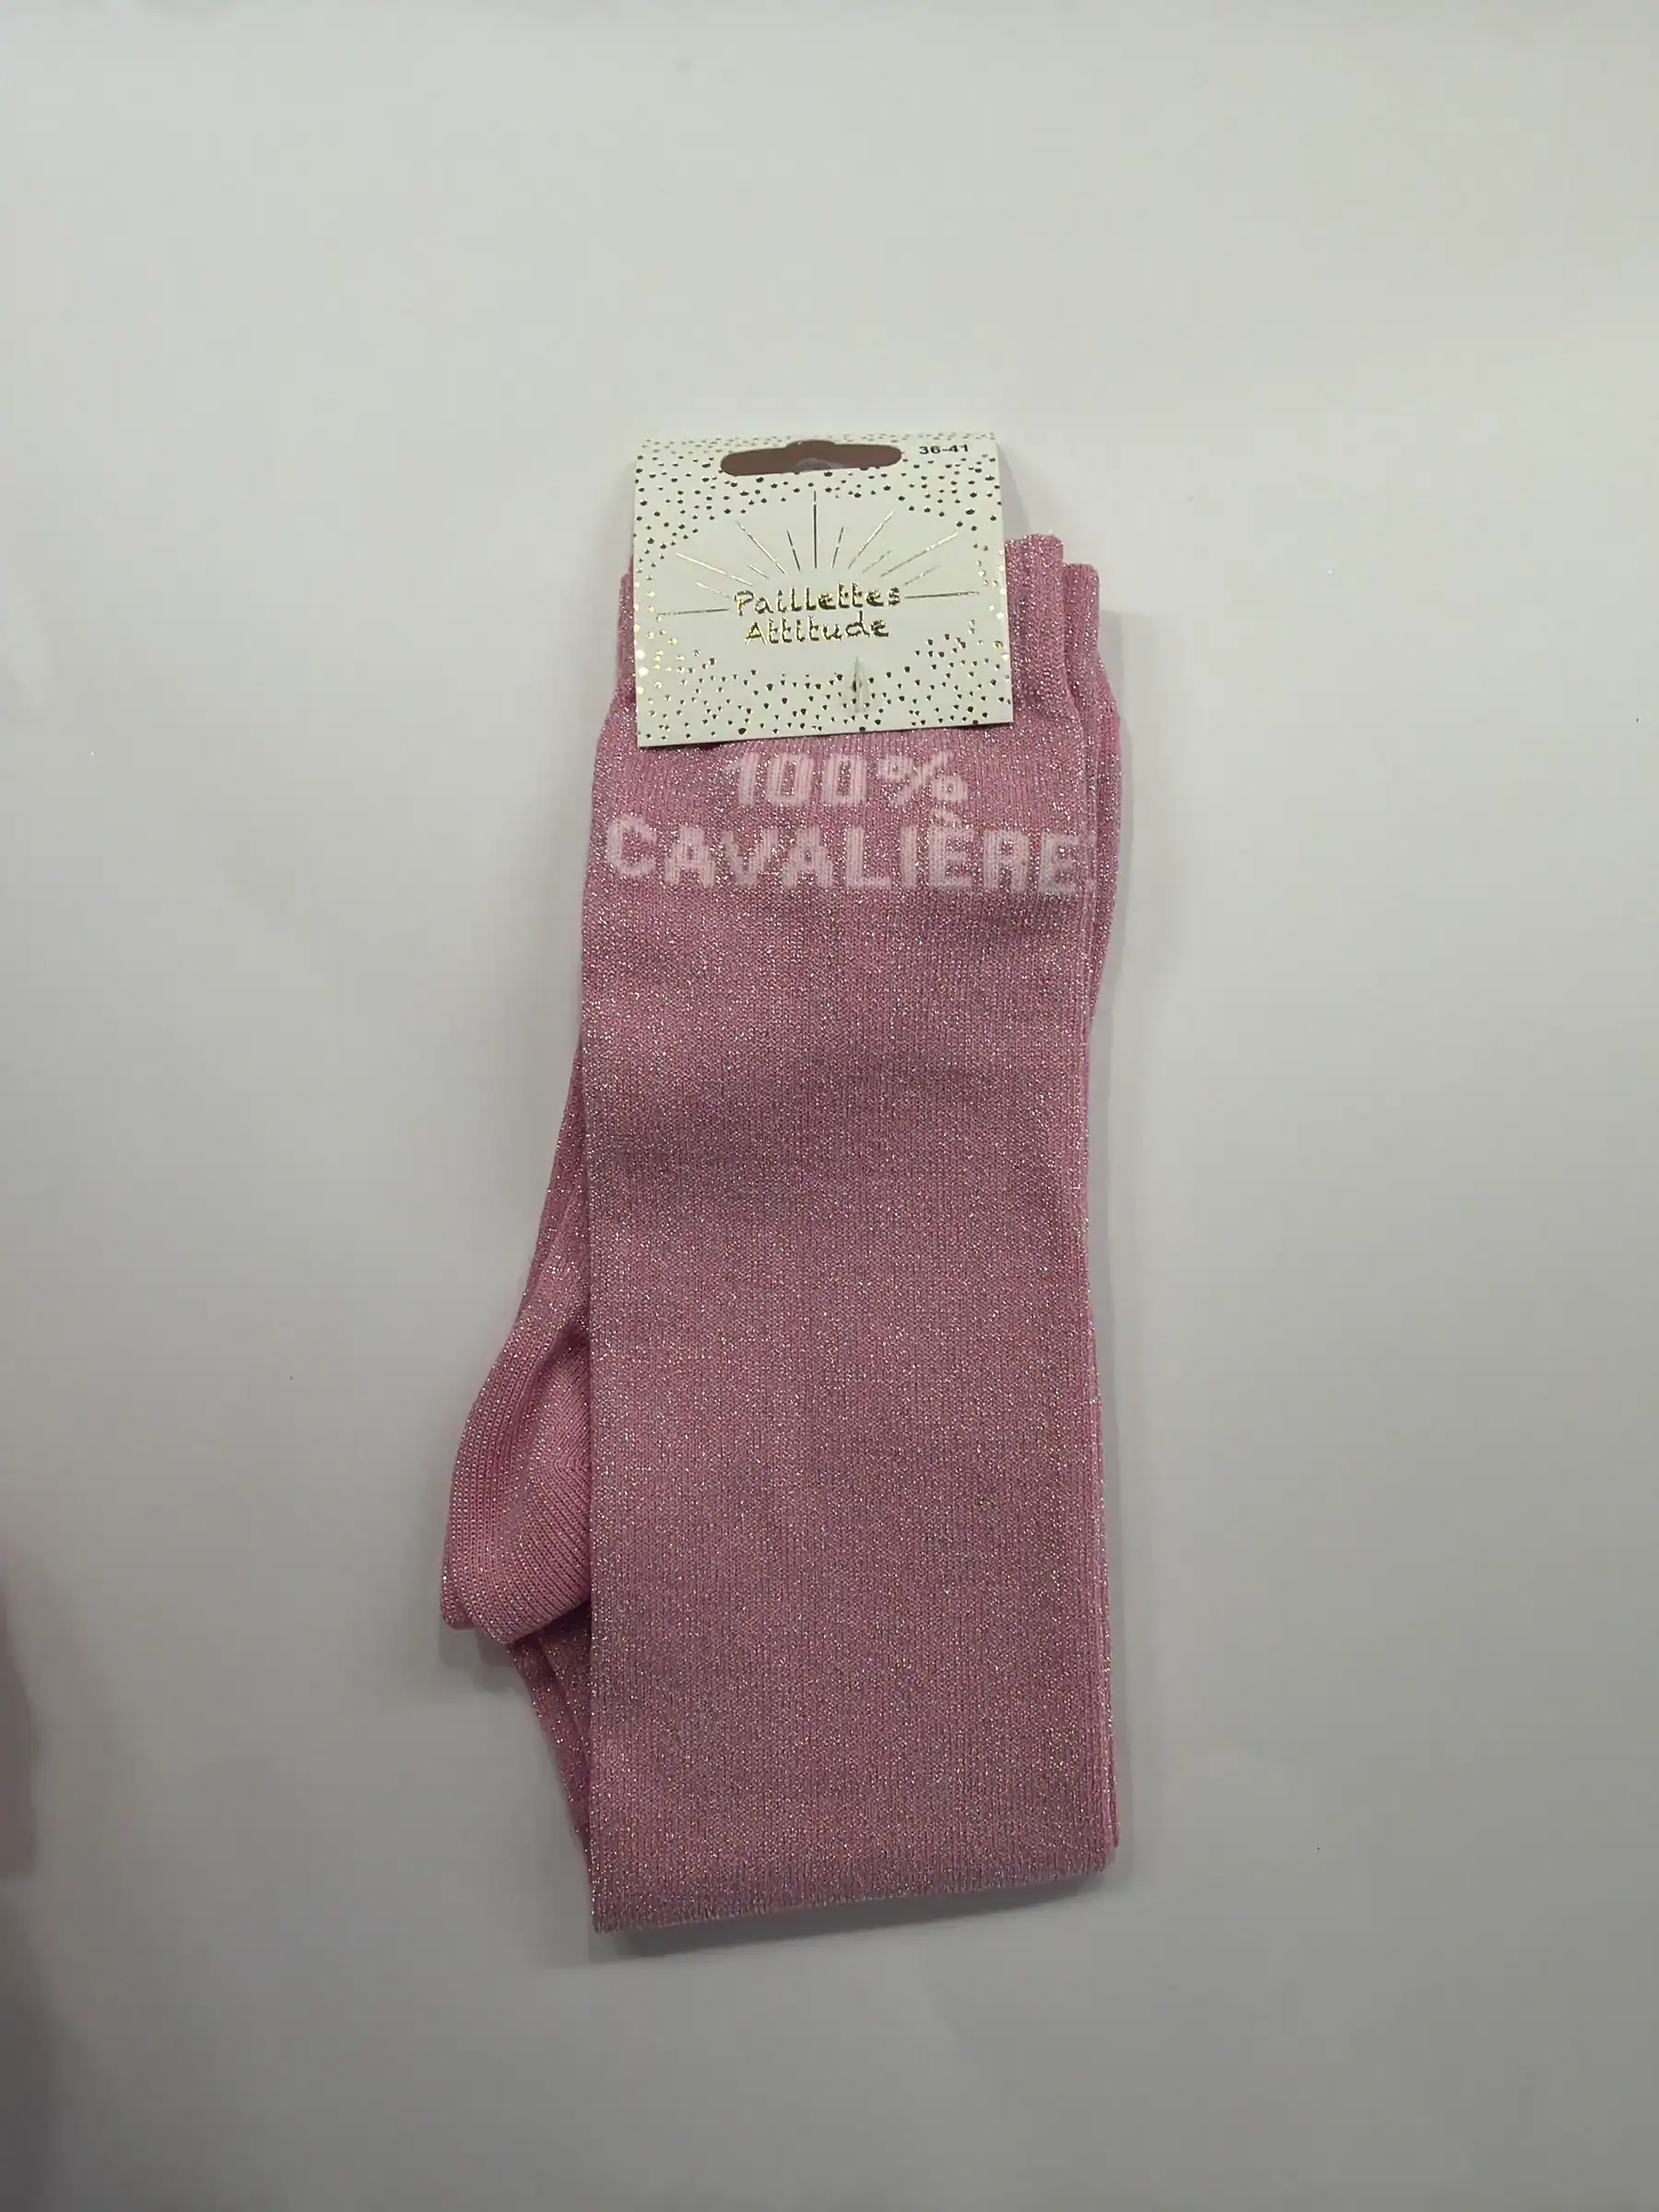 36-41
Paillettes
Attitude
100%
CAVALIÈRE